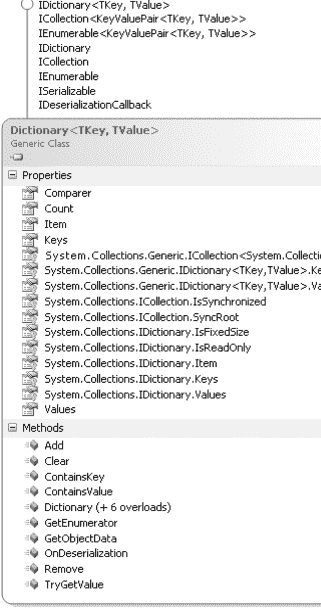 IDictionary<TKey, TValue>
ICollection<KeyValuePair<TKey, TValue>>
IEnumerable<KeyValuePair<TKey, TValue>>
IDictionary
ICollection
IEnumerable
ISerializable
IDeserializationCallback
Dictionary<TKey, TValue>
Generic Class
Properties
Comparer
Count
Item
Keys
System.Collections.Generic.ICollection<System.Collecti
System.Collections.Generic.IDictionary<TKey,TValue>.Ke
System.Collections.Generic.IDictionary<TKey,TValue>.Va
System.Collections.ICollection.IsSynchronized
System.Collections.ICollection.SyncRoot
System.Collections.IDictionary.IsFixedSize
System.Collections.IDictionary.IsReadOnly
System.Collections.IDictionary.Item
System.Collections.IDictionary.Keys
System.Collections.IDictionary.Values
Values
Methods
Add
Clear
ContainsKey
ContainsValue
Dictionary (+ 6 overloads)
GetEnumerator
GetObjectData
OnDeserialization
Remove
TryGetValue